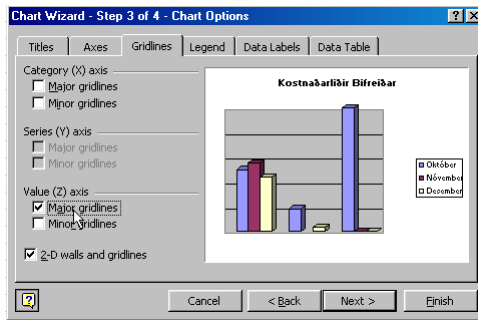 Chart Wizard - Step 3 of 4 - Chart Options
Titles Axes Gridlines Legend Data Labels Data Table
Category (X) axis
Major gridlines
Minor gridlines
Series (Y) axis
Major gridlines
Minor gridlines
Value (Z) axis
Major gridlines
Minor gridlines
2-D walls and gridlines
Kostnaðarliðir Bifreiðar
Október
Nóvember
Desember
Cancel < Back Next > Finish